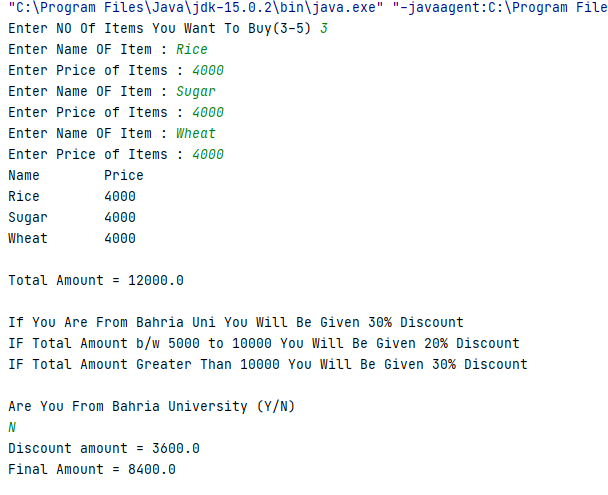 "C:\Program Files\Java\jdk-15.0.2\bin\java.exe" "-javaagent:C:\Program File
Enter NO Of Items You Want To Buy(3-5) 3
Enter Name OF Item : Rice
Enter Price of Items : 4000
Enter Name OF Item : Sugar
Enter Price of Items : 4000
Enter Name OF Item : Wheat
Enter Price of Items : 4000
Name        Price
Rice        4000
Sugar       4000
Wheat       4000
Total Amount = 12000.0
If You Are From Bahria Uni You Will Be Given 30% Discount
IF Total Amount b/w 5000 to 10000 You Will Be Given 20% Discount
IF Total Amount Greater Than 10000 You Will Be Given 30% Discount
Are You From Bahria University (Y/N)
N
Discount amount = 3600.0
Final Amount = 8400.0